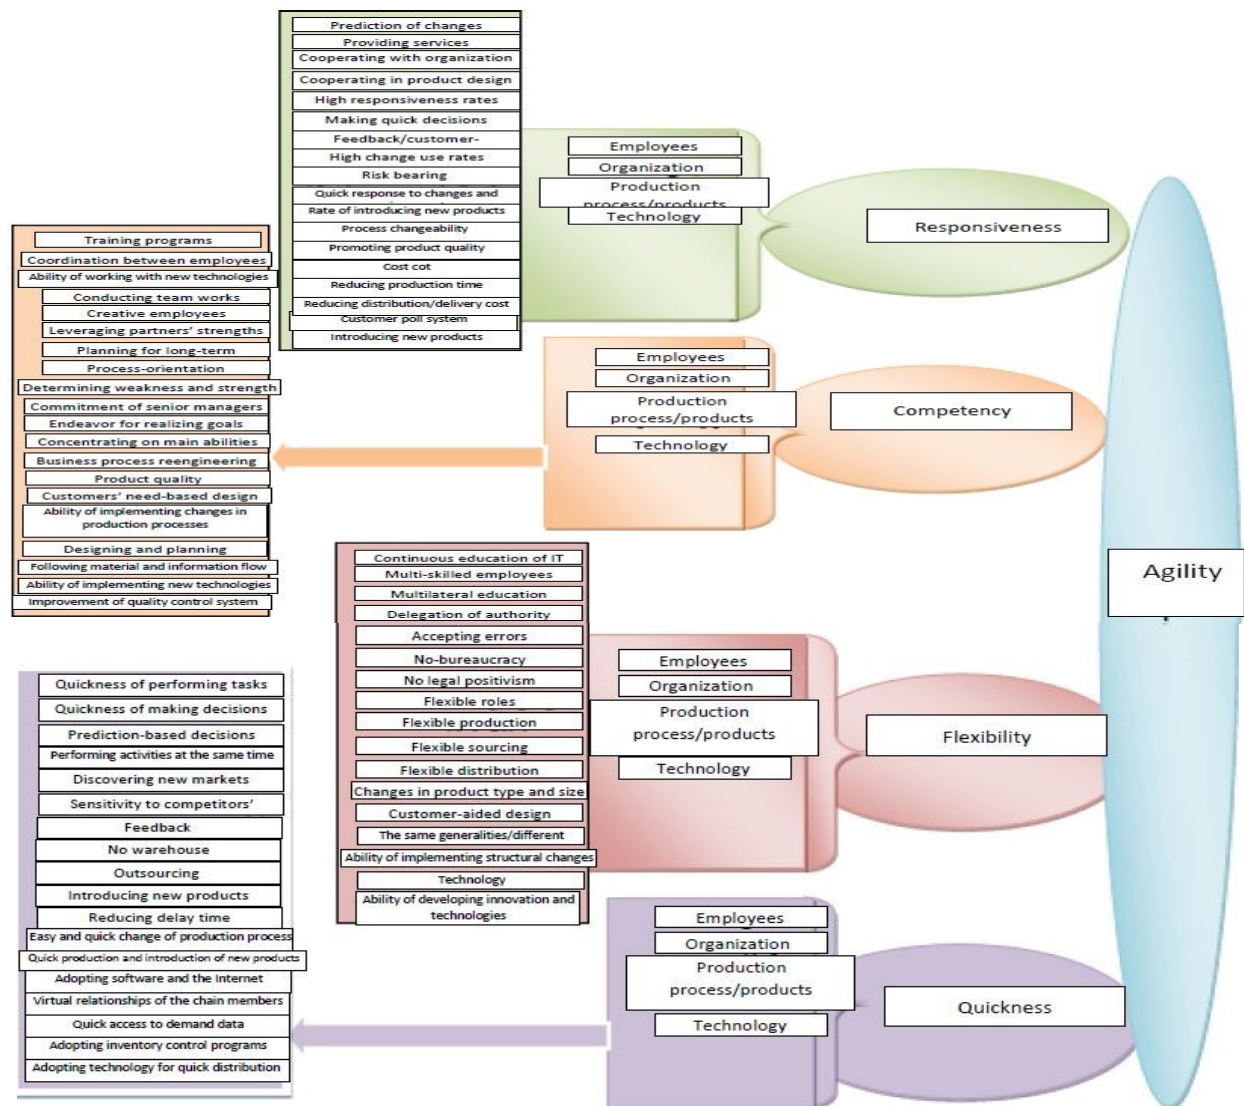 Prediction of changes
Providing services
Cooperating with organization
Cooperating in product design
High responsiveness rates
Making quick decisions
Feedback/customer-
High change use rates
Risk bearing
Quick response to changes and
Rate of introducing new products
Process changeability
Promoting product quality
Cost cot
Reducing production time
Reducing distribution/delivery cost
Customer poll system
Introducing new products
Employees
Organization
Production
process/products
Technology
Responsiveness
Training programs
Coordination between employees
Ability of working with new technologies
Conducting team works
Creative employees
Leveraging partners' strengths
Planning for long-term
Process-orientation
Determining weakness and strength
Commitment of senior managers
Endeavor for realizing goals
Concentrating on main abilities
Business process reengineering
Product quality
Customers' need-based design
Ability of implementing changes in
production processes
Designing and planning
Following material and information flow
Ability of implementing new technologies
Improvement of quality control system
Employees
Organization
Production
process/products
Technology
Competency
Agility
Continuous education of IT
Multi-skilled employees
Multilateral education
Delegation of authority
Accepting errors
No-bureaucracy
No legal positivism
Flexible roles
Flexible production
Flexible sourcing
Flexible distribution
Changes in product type and size
Customer-aided design
The same generalities/different
Ability of implementing structural changes
Technology
Ability of developing innovation and
technologies
Employees
Organization
Production
process/products
Technology
Flexibility
Quickness of performing tasks
Quickness of making decisions
Prediction-based decisions
Performing activities at the same time
Discovering new markets
Sensitivity to competitors'
Feedback
No warehouse
Outsourcing
Introducing new products
Reducing delay time
Easy and quick change of production process
Quick production and introduction of new products
Adopting software and the Internet
Virtual relationships of the chain members
Quick access to demand data
Adopting inventory control programs
Adopting technology for quick distribution
Employees
Organization
Production
process/products
Technology
Quickness